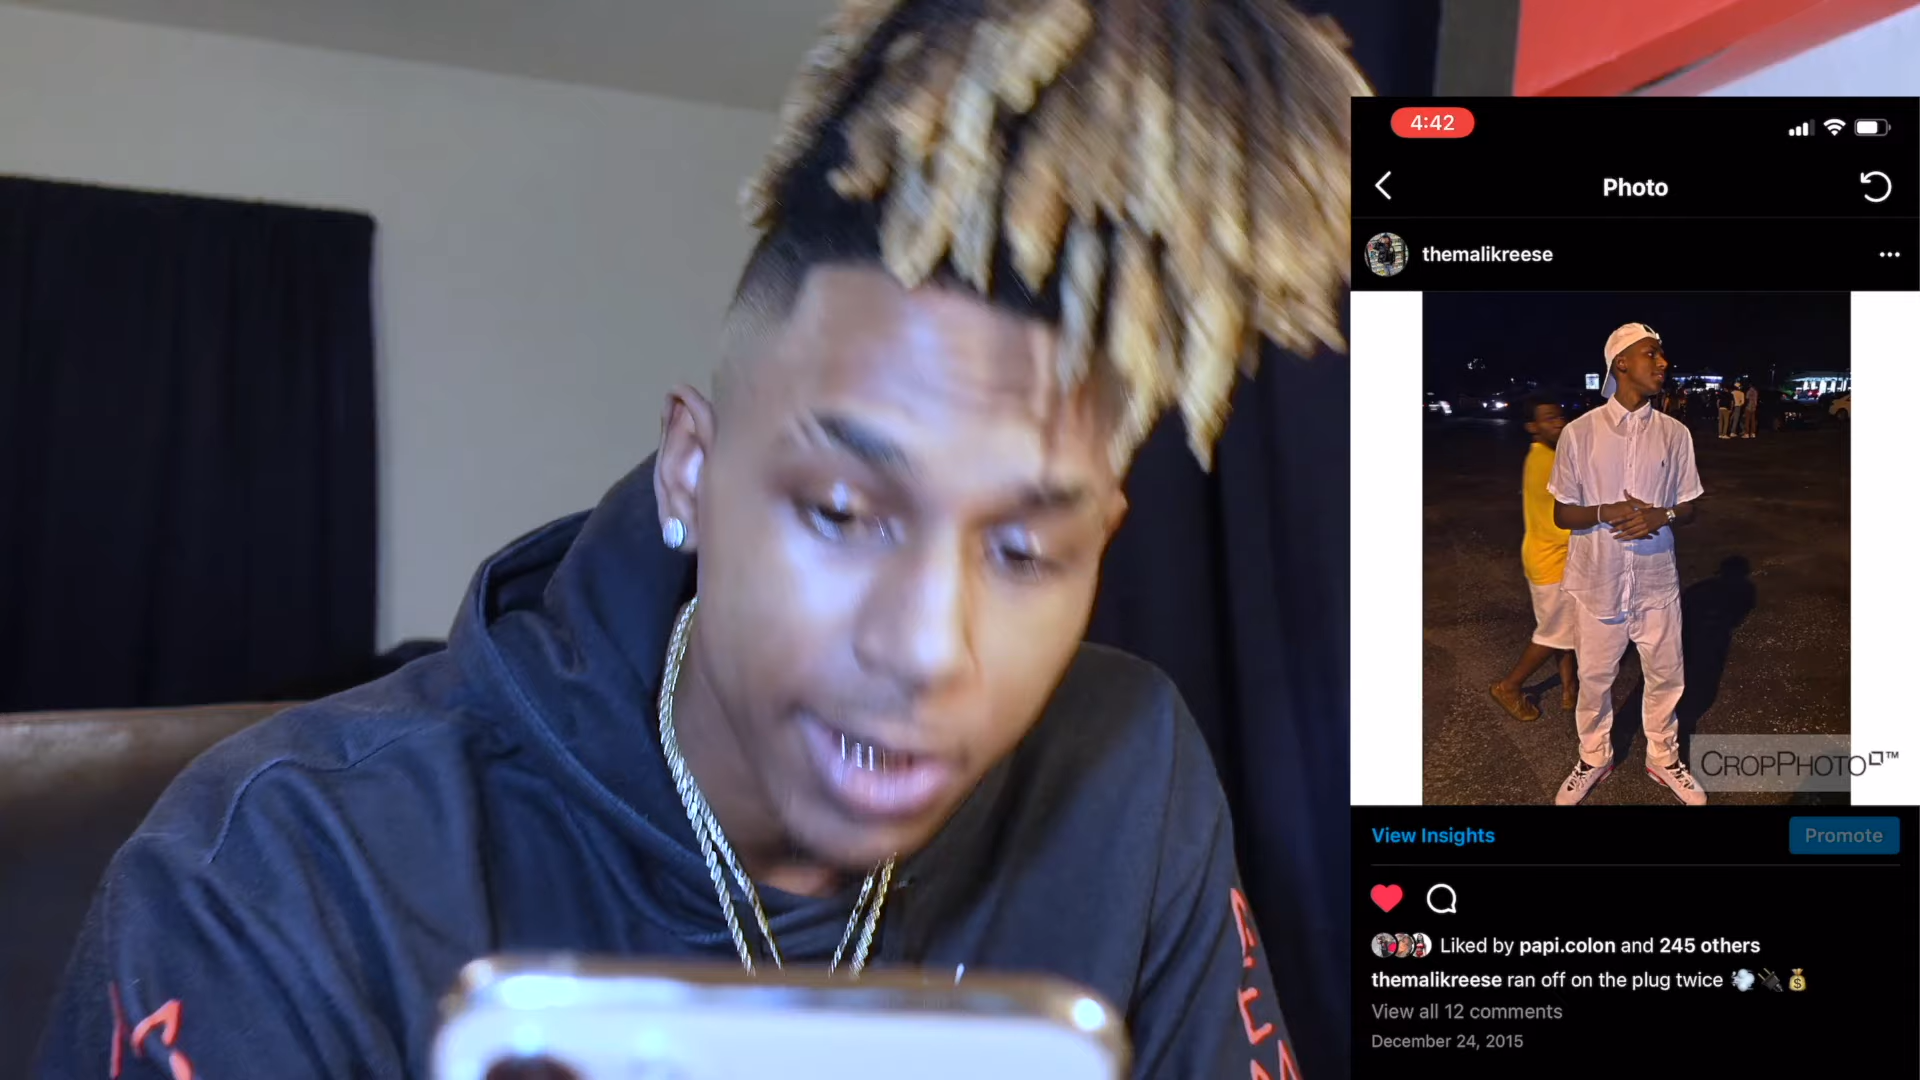 4:42
Photo
themalikreese
CROPPHOTO™
View Insights
Promote
Liked by papi.colon and 245 others
themalikreese ran off on the plug twice 💨🔌💰
View all 12 comments
December 24, 2015